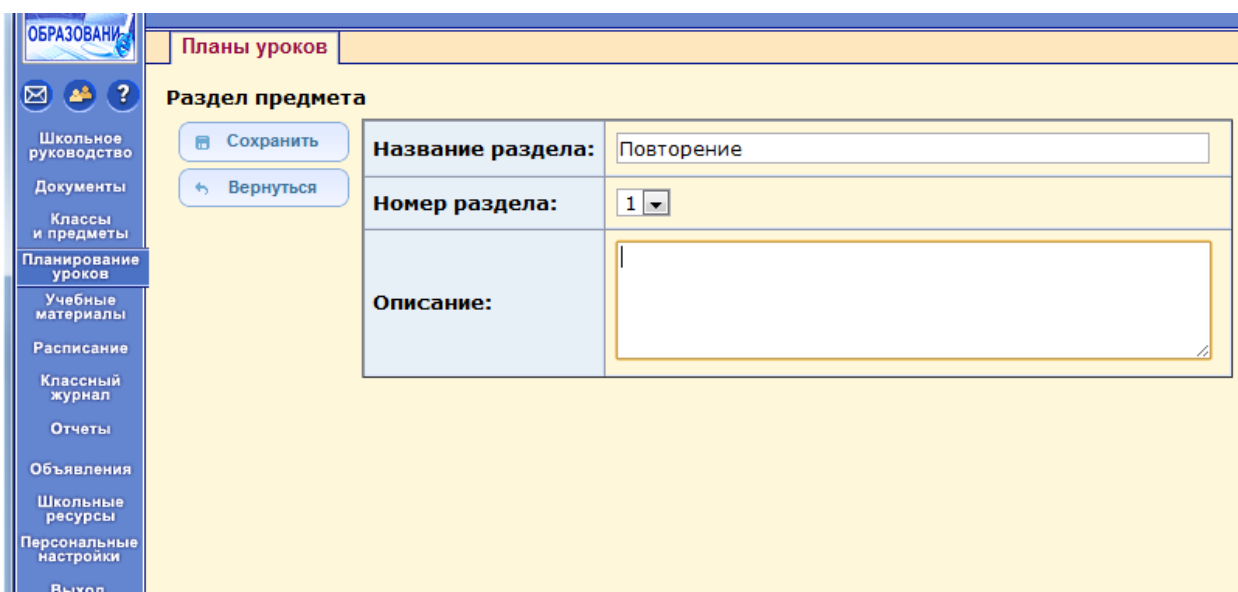 ОБРАЗОВАНИ
Планы уроков
?
Раздел предмета
Школьное
руководство
Документы
Классы
и предметы
Планирование
уроков
Учебные
материалы
Расписание
Классный
журнал
Отчеты
Объявления
Школьные
ресурсы
Персональные
настройки
Выход
Сохранить
Вернуться
Название раздела: Повторение
Номер раздела: 1
Описание: